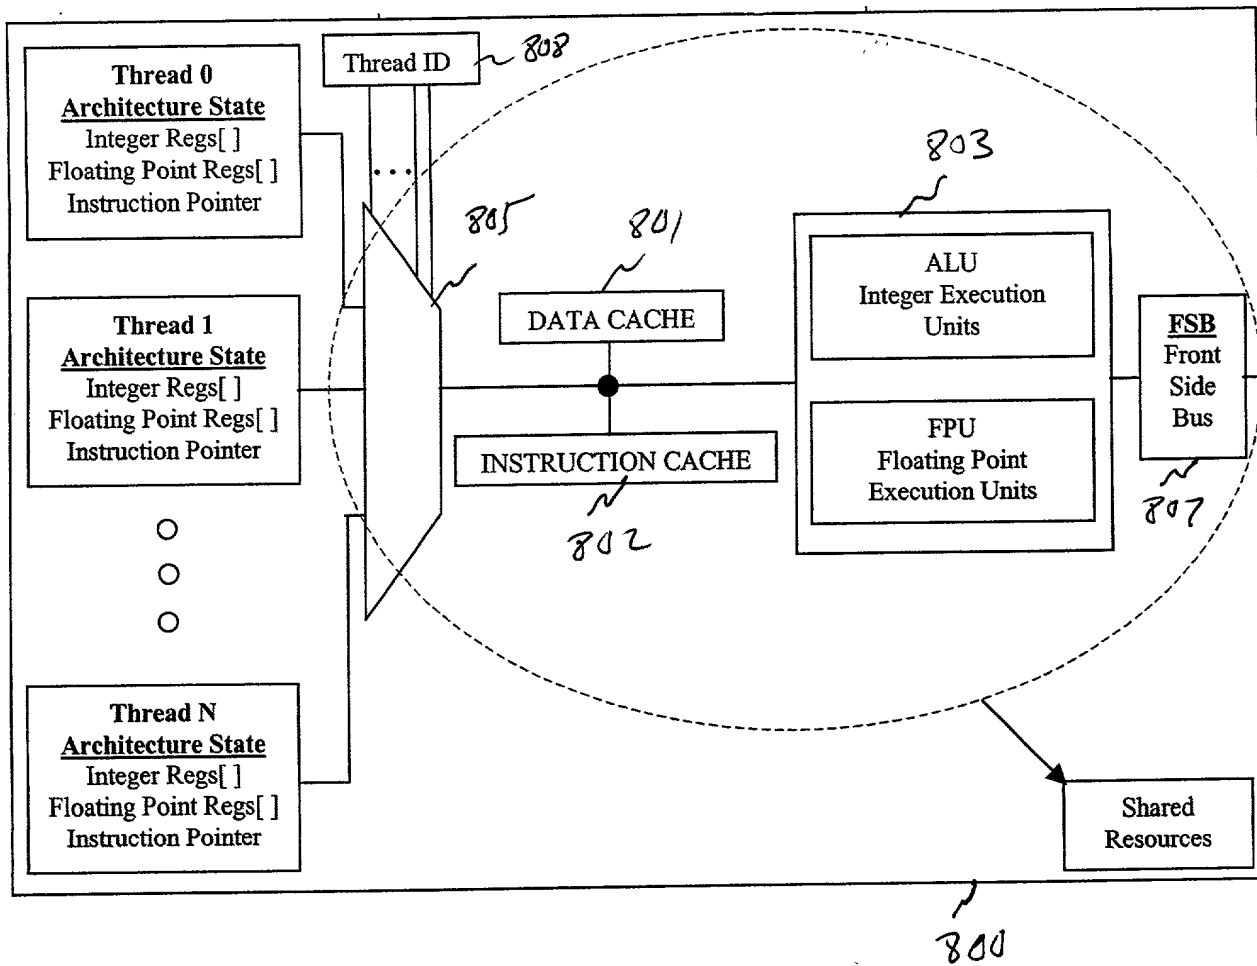 Thread 0
Architecture State
Integer Regs[ ]
Floating Point Regs[ ]
Instruction Pointer
Thread ID
808
805
801
803
DATA CACHE
ALU
Integer Execution
Units
Thread 1
Architecture State
Integer Regs[ ]
Floating Point Regs[ ]
Instruction Pointer
INSTRUCTION CACHE
802
FPU
Floating Point
Execution Units
FSB
Front
Side
Bus
807
Thread N
Architecture State
Integer Regs[ ]
Floating Point Regs[ ]
Instruction Pointer
Shared
Resources
800